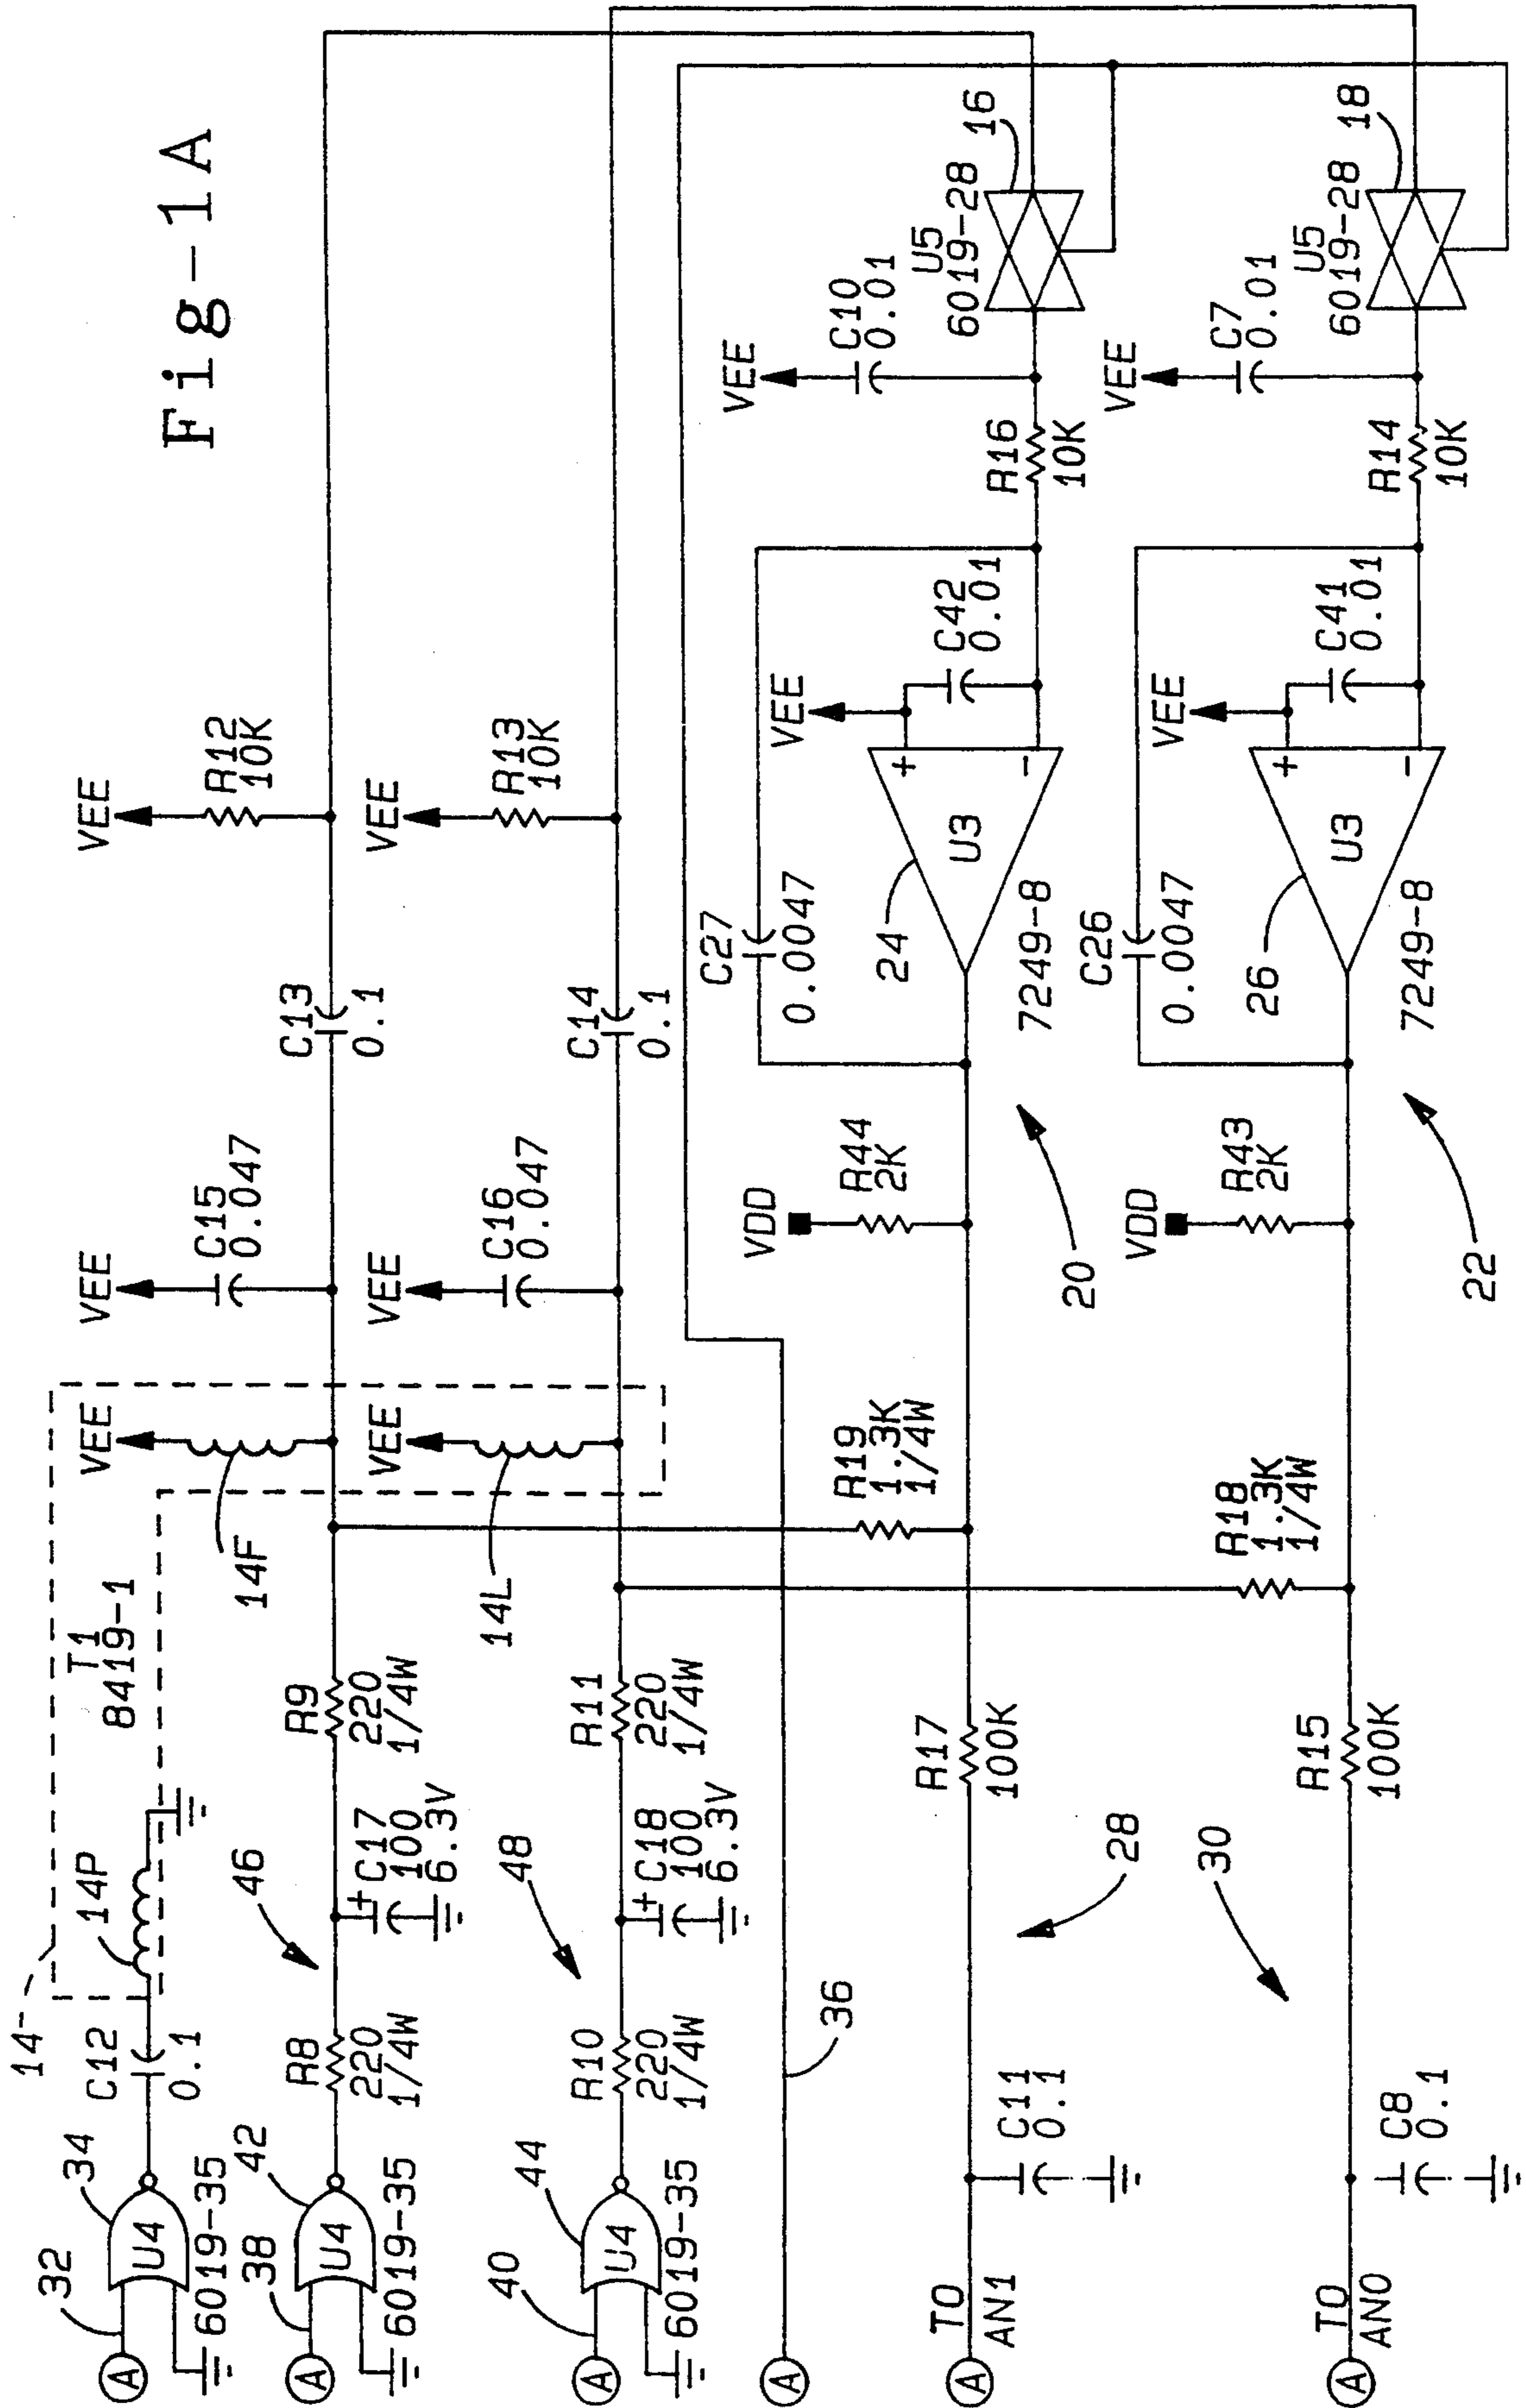 Fig-1A
14
T1
8419-1
14P
C12
0.1
32
34
U4
6019-35
A
VEE
14F
VEE
C15
0.047
VEE
R12
10K
38
42
U4
6019-35
A
R8
220
1/4W
46
C17
+
100
6.3V
R9
220
1/4W
C13
0.1
VEE
14L
VEE
C16
0.047
VEE
R13
10K
40
44
U4
6019-35
A
R10
220
1/4W
48
C18
+
100
6.3V
R11
220
1/4W
C14
0.1
A
36
R19
1.3K
1/4W
VDD
R44
2K
C27
0.0047
24
U3
+
-
7249-8
VEE
C42
0.01
R16
10K
VEE
C10
0.01
U5
6019-28
16
20
A
TO
AN1
C11
0.1
28
R17
100K
R18
1.3K
1/4W
VDD
R43
2K
C26
0.0047
26
U3
+
-
7249-8
VEE
C41
0.01
R14
10K
VEE
C7
0.01
U5
6019-28
18
22
A
TO
AN0
C8
0.1
30
R15
100K